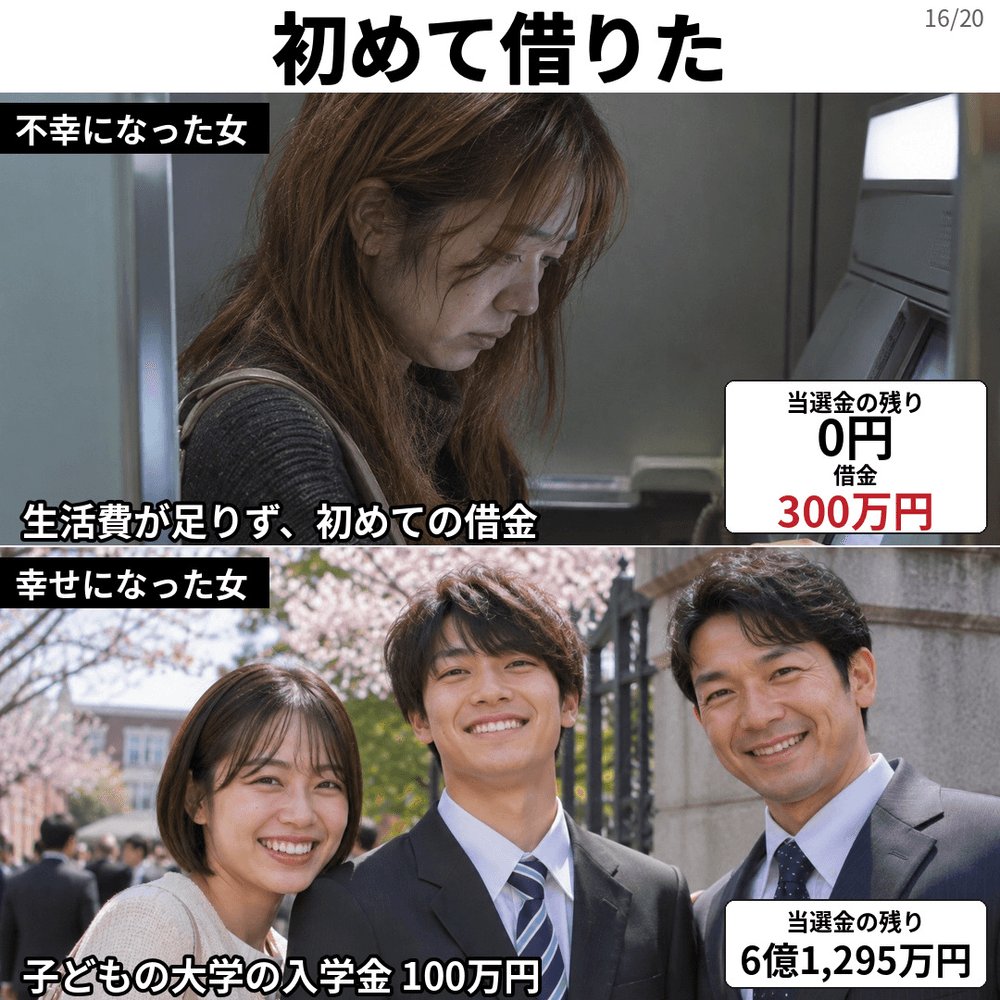 16/20
初めて借りた
不幸になった女
当選金の残り
0円
借金
300万円
生活費が足りず、初めての借金
幸せになった女
当選金の残り
6億1,295万円
子どもの大学の入学金 100万円